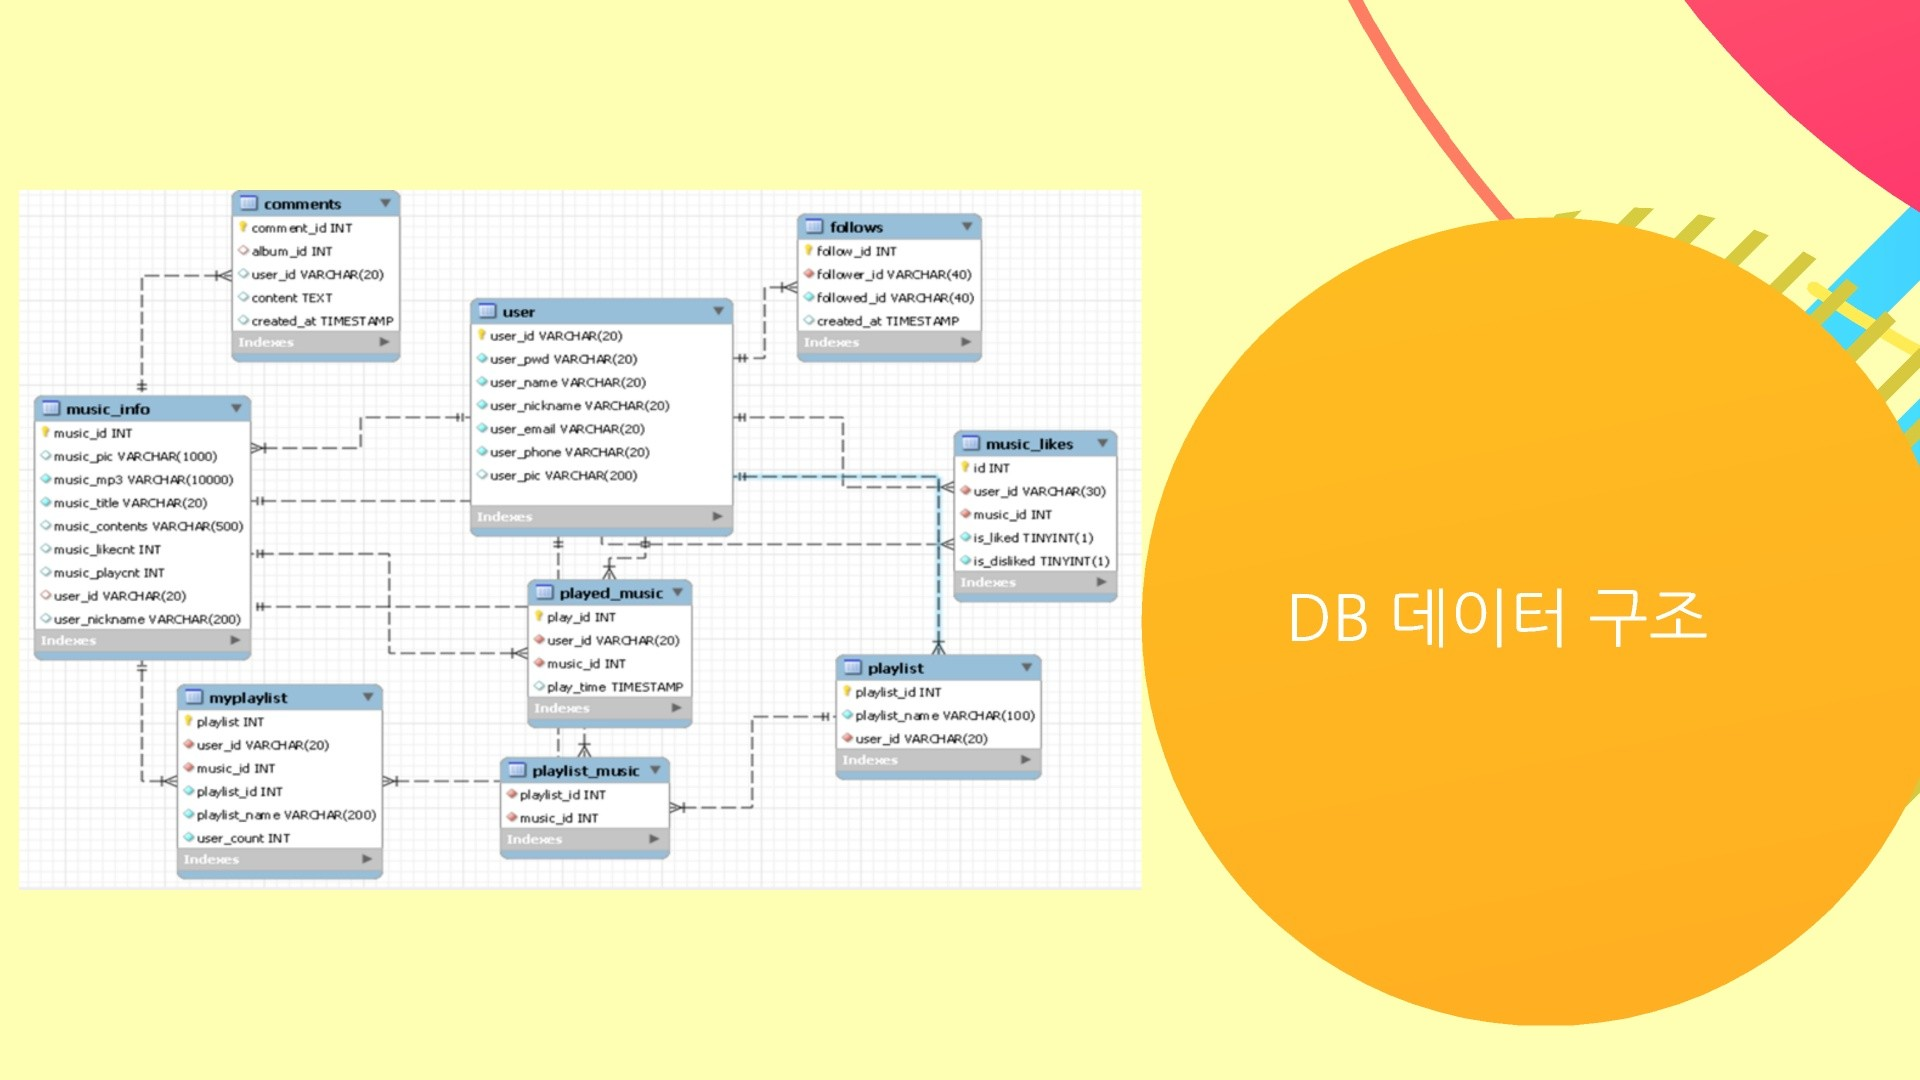 comments
comment_id INT
album_id INT
user_id VARCHAR(20)
content TEXT
created_at TIMESTAMP
Indexes
follows
follow_id INT
follower_id VARCHAR(40)
followed_id VARCHAR(40)
created_at TIMESTAMP
Indexes
user
user_id VARCHAR(20)
user_pwd VARCHAR(20)
user_name VARCHAR(20)
user_nickname VARCHAR(20)
user_email VARCHAR(20)
user_phone VARCHAR(20)
user_pic VARCHAR(200)
Indexes
music_info
music_id INT
music_pic VARCHAR(1000)
music_mp3 VARCHAR(10000)
music_title VARCHAR(20)
music_contents VARCHAR(500)
music_likecnt INT
music_playcnt INT
user_id VARCHAR(20)
user_nickname VARCHAR(200)
Indexes
music_likes
id INT
user_id VARCHAR(30)
music_id INT
is_liked TINYINT(1)
is_disliked TINYINT(1)
Indexes
played_music
play_id INT
user_id VARCHAR(20)
music_id INT
play_time TIMESTAMP
Indexes
playlist
playlist_id INT
playlist_name VARCHAR(100)
user_id VARCHAR(20)
Indexes
myplaylist
playlist INT
user_id VARCHAR(20)
music_id INT
playlist_id INT
playlist_name VARCHAR(200)
user_count INT
Indexes
playlist_music
playlist_id INT
music_id INT
Indexes
DB 데이터 구조